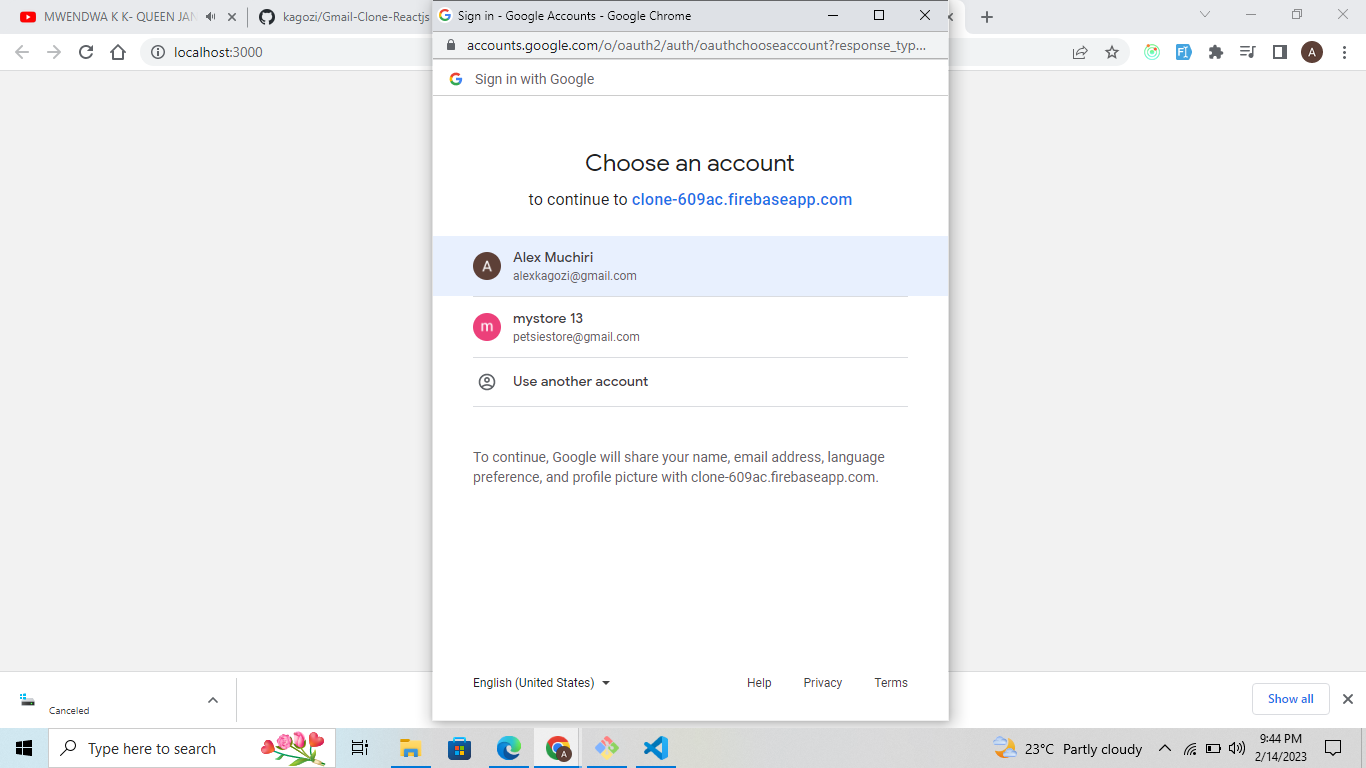 MWENDWA K K- QUEEN JAN
kagozi/Gmail-Clone-Reactjs
Sign in - Google Accounts - Google Chrome
localhost:3000
accounts.google.com/o/oauth2/auth/oauthchooseaccount?response_typ...
A
Sign in with Google
Choose an account
to continue to clone-609ac.firebaseapp.com
A
Alex Muchiri
alexkagozi@gmail.com
m
mystore 13
petsiestore@gmail.com
Use another account
To continue, Google will share your name, email address, language
preference, and profile picture with clone-609ac.firebaseapp.com.
English (United States)
Help
Privacy
Terms
Canceled
Show all
Type here to search
A
23°C Partly cloudy
9:44 PM
2/14/2023